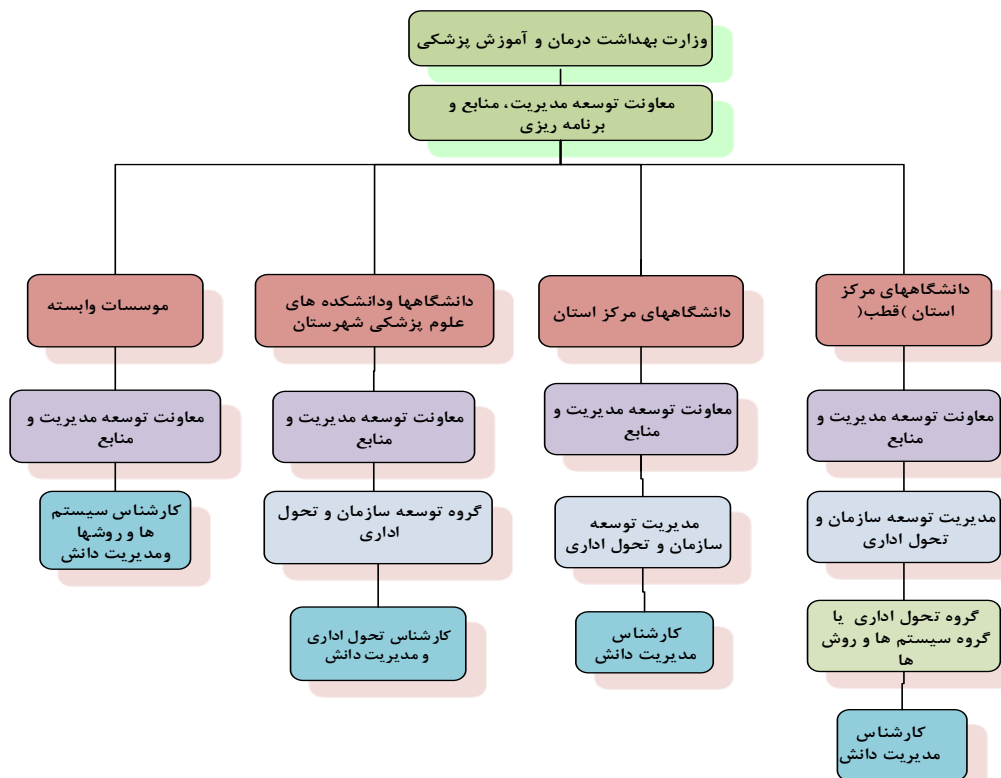 وزارت بهداشت درمان و آموزش پزشکی
معاونت توسعه مدیریت، منابع و
برنامه ریزی
دانشگاههای مرکز
استان )قطب(
معاونت توسعه مدیریت و
منابع
مدیریت توسعه سازمان و
تحول اداری
گروه تحول اداری یا
گروه سیستم ها و روش
ها
کارشناس
مدیریت دانش
دانشگاههای مرکز استان
معاونت توسعه مدیریت و
منابع
مدیریت توسعه
سازمان و تحول اداری
کارشناس
مدیریت دانش
دانشگاهها ودانشکده های
علوم پزشکی شهرستان
معاونت توسعه مدیریت و
منابع
گروه توسعه سازمان و تحول
اداری
کارشناس تحول اداری
و مدیریت دانش
موسسات وابسته
معاونت توسعه مدیریت و
منابع
کارشناس سیستم
ها و روشها
ومدیریت دانش